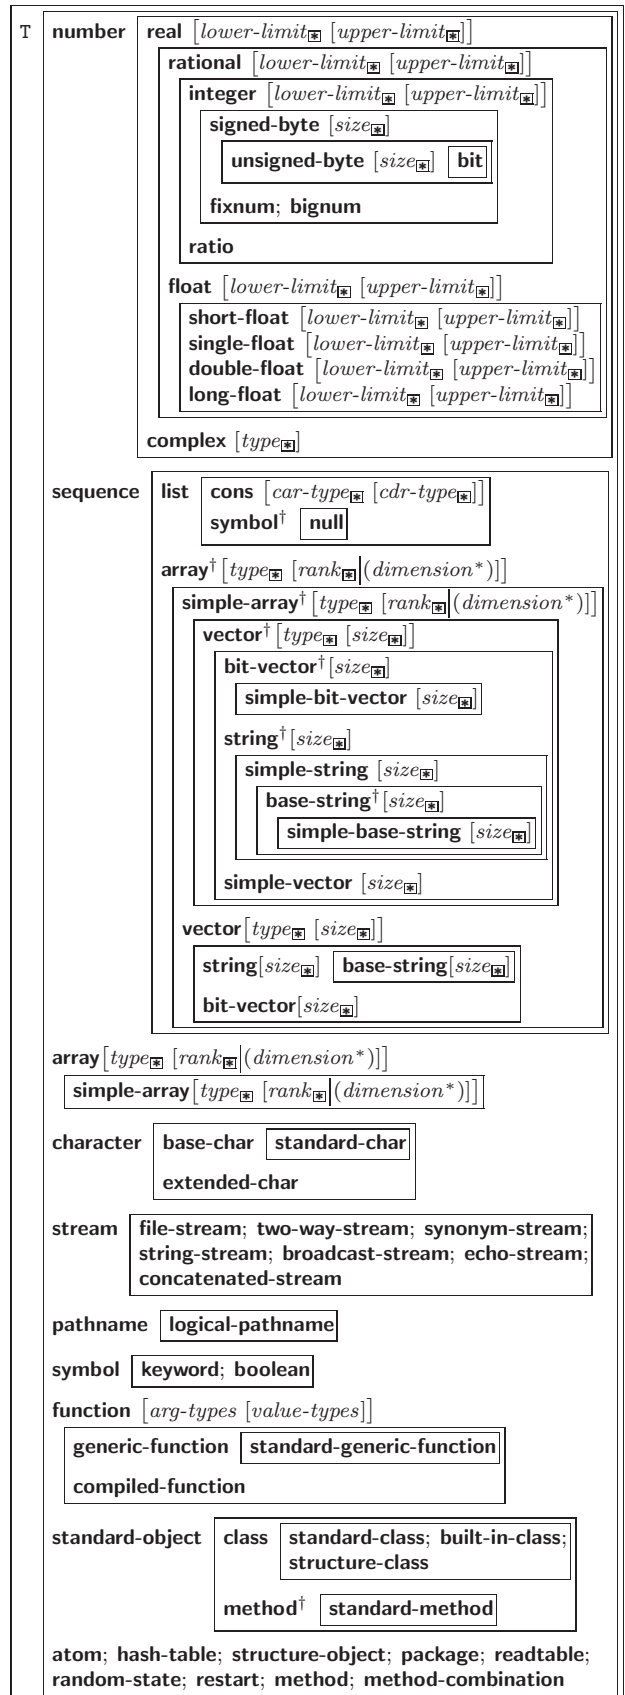 T number real [lower-limit* [upper-limit*]]
rational [lower-limit* [upper-limit*]]
integer [lower-limit* [upper-limit*]]
signed-byte [size*]
unsigned-byte [size*] bit
fixnum; bignum
ratio
float [lower-limit* [upper-limit*]]
short-float [lower-limit* [upper-limit*]]
single-float [lower-limit* [upper-limit*]]
double-float [lower-limit* [upper-limit*]]
long-float [lower-limit* [upper-limit*]]
complex [type*]
sequence list cons [car-type* [cdr-type*]]
symbol† null
array†[type* [rank*|(dimension*)]]
simple-array†[type* [rank*|(dimension*)]]
vector†[type* [size*]]
bit-vector†[size*]
simple-bit-vector [size*]
string†[size*]
simple-string [size*]
base-string†[size*]
simple-base-string [size*]
simple-vector [size*]
vector[type* [size*]]
string[size*] base-string[size*]
bit-vector[size*]
array[type* [rank*|(dimension*)]]
simple-array[type* [rank*|(dimension*)]]
character base-char standard-char
extended-char
stream file-stream; two-way-stream; synonym-stream;
string-stream; broadcast-stream; echo-stream;
concatenated-stream
pathname logical-pathname
symbol keyword; boolean
function [arg-types [value-types]]
generic-function standard-generic-function
compiled-function
standard-object class standard-class; built-in-class;
structure-class
method† standard-method
atom; hash-table; structure-object; package; readtable;
random-state; restart; method; method-combination